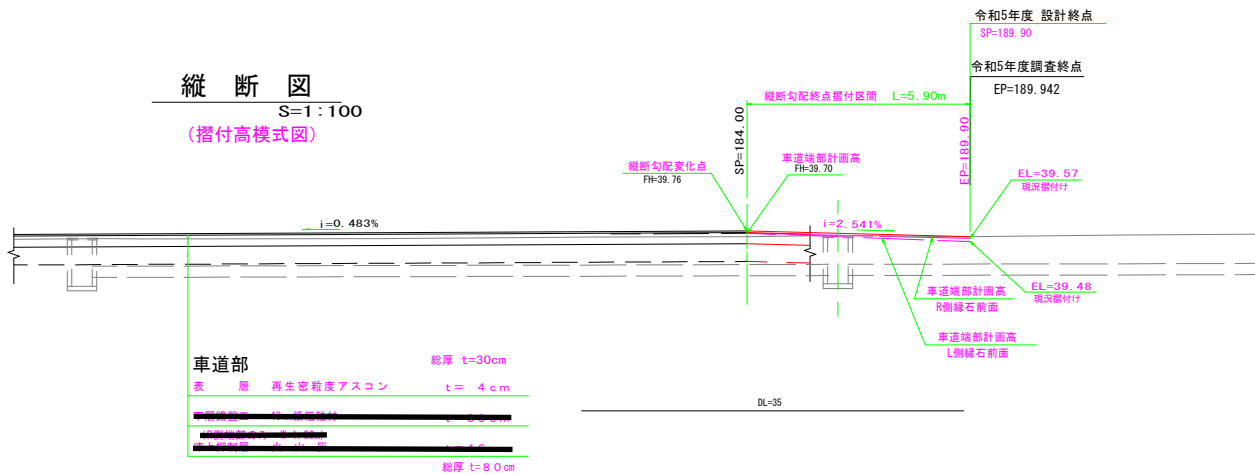 令和5年度 設計終点
SP=189.90
令和5年度調査終点
EP=189.942
縦断図
S=1:100
(摺付高模式図)
縦断勾配終点摺付区間 L=5.90m
SP=184.00
EP=189.90
縦断勾配変化点
FH=39.76
車道端部計画高
FH=39.70
EL=39.57
現況摺付け
i=0.483%
i=2.541%
EL=39.48
現況摺付け
車道端部計画高
R側縁石前面
車道端部計画高
L側縁石前面
車道部
総厚 t=30cm
表 層 再生密粒度アスコン t= 4cm
DL=35
総厚 t=80cm